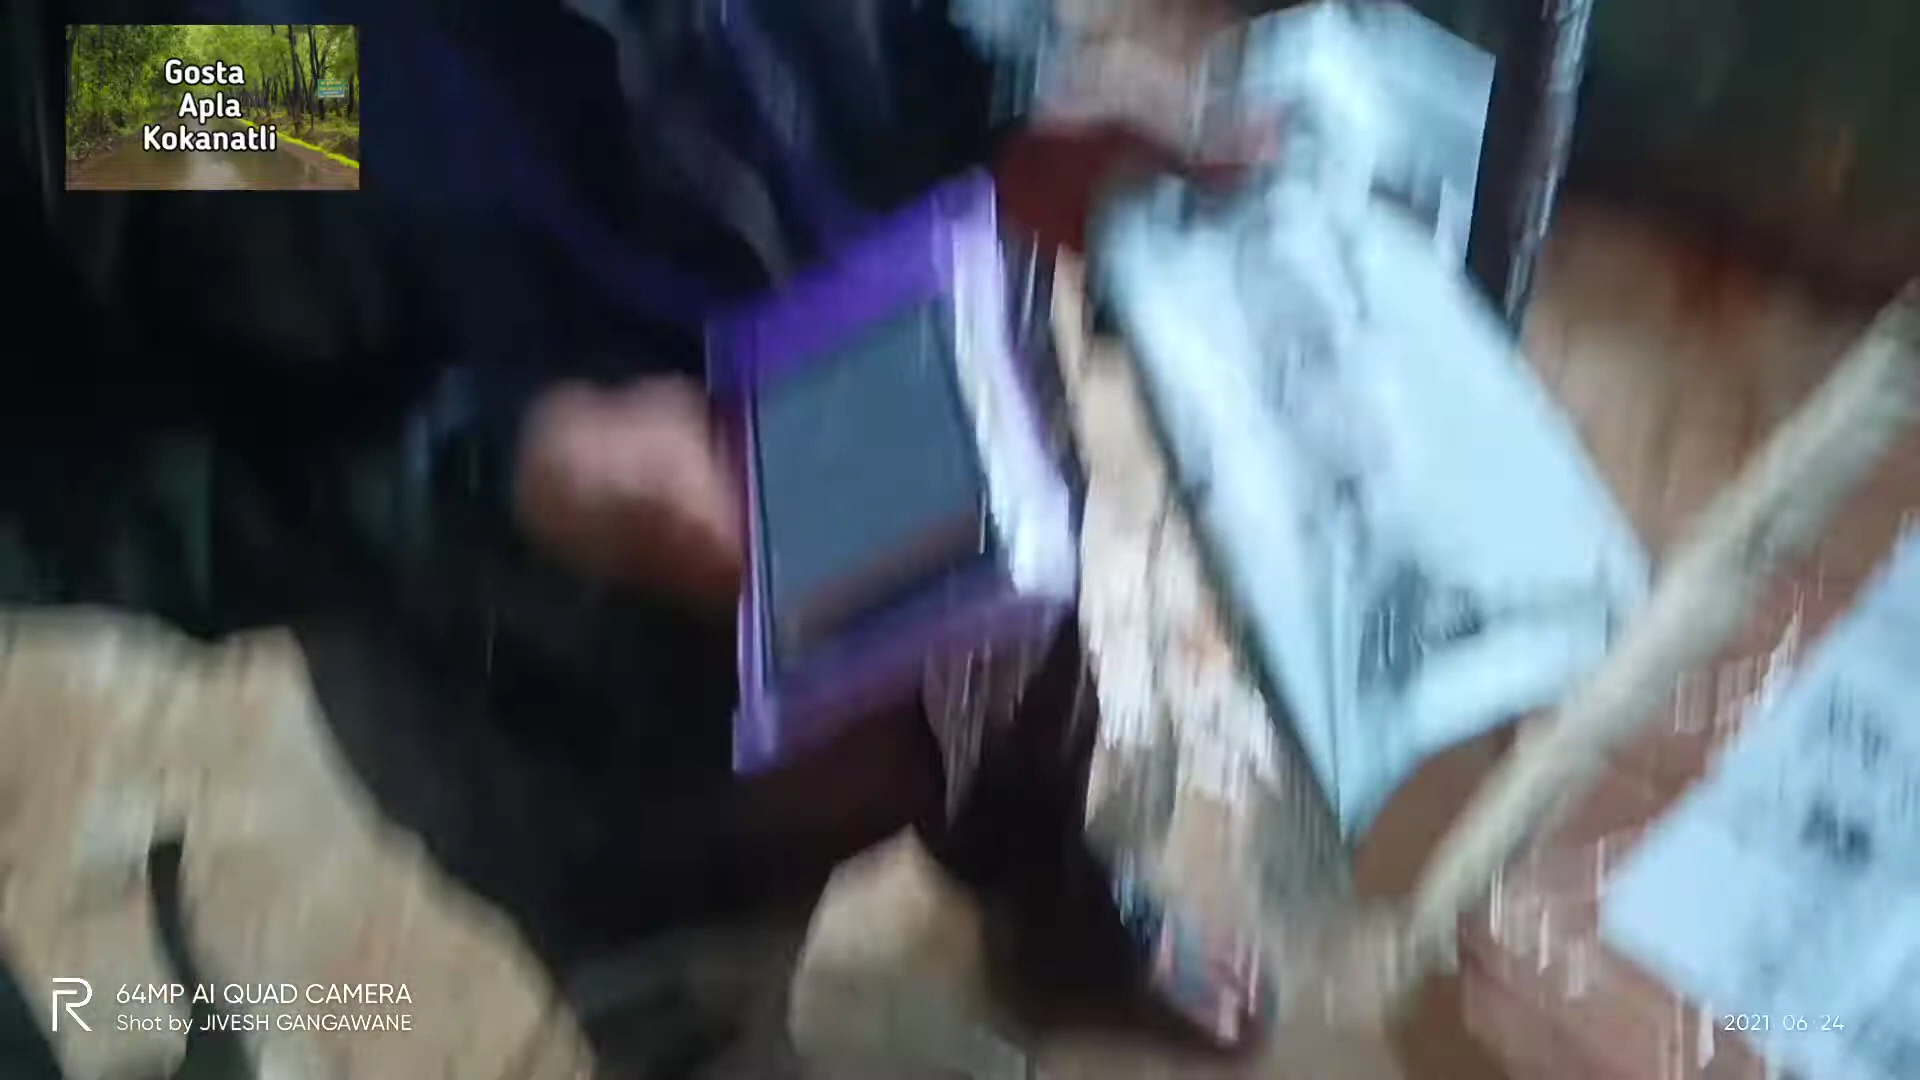 Gosta
Apla
Kokanatli
64MP AI QUAD CAMERA
Shot by JIVESH GANGAWANE
2021/06/24